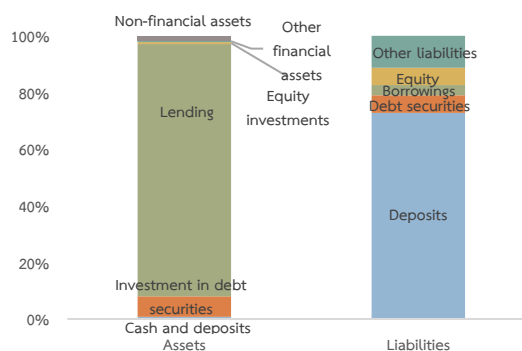 Non-financial assets
Other
financial
assets
Equity
investments
Lending
Investment in debt
securities
Cash and deposits
Other liabilities
Equity
Borrowings
Debt securities
Deposits
100%
80%
60%
40%
20%
0%
Assets
Liabilities